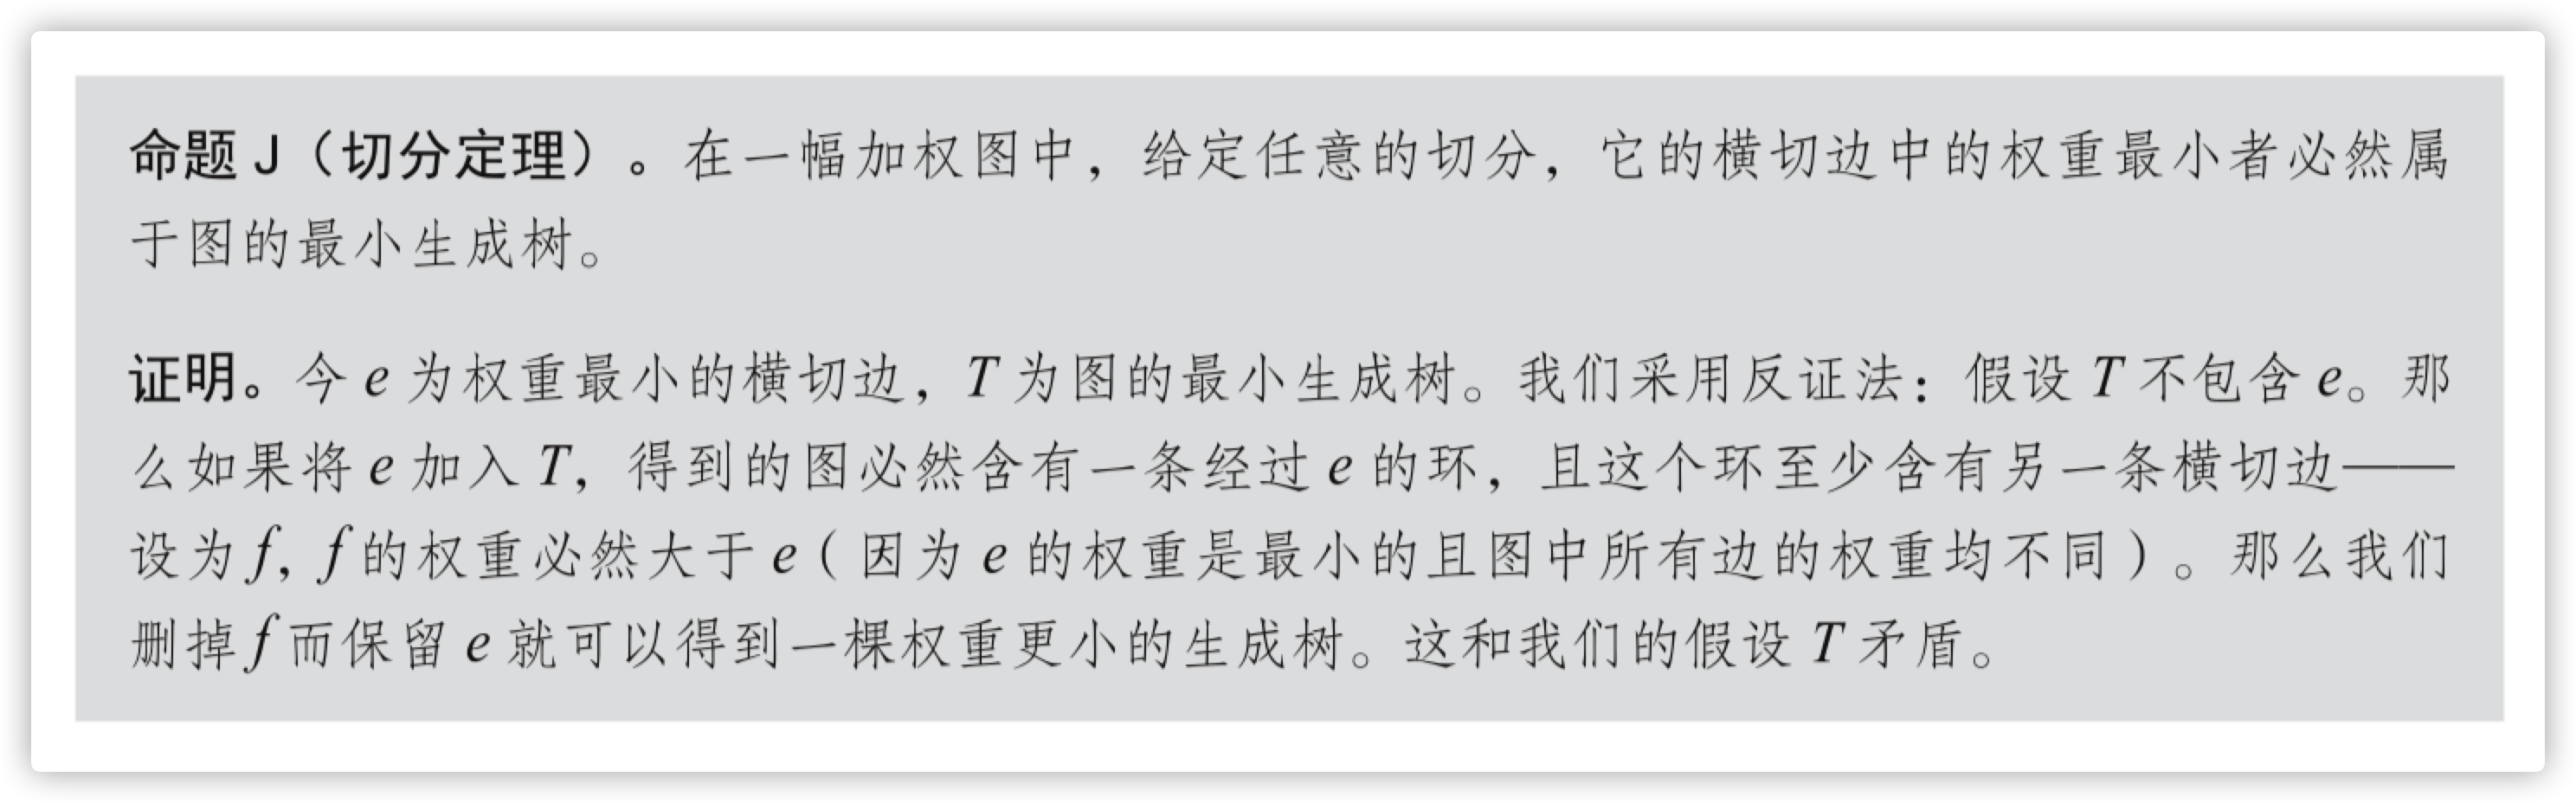 命题 J（切分定理）。在一幅加权图中，给定任意的切分，它的横切边中的权重最小者必然属
于图的最小生成树。
证明。今 e 为权重最小的横切边，T 为图的最小生成树。我们采用反证法：假设 T 不包含 e。那
么如果将 e 加入 T，得到的图必然含有一条经过 e 的环，且这个环至少含有另一条横切边——
设为 f，f 的权重必然大于 e（因为 e 的权重是最小的且图中所有边的权重均不同）。那么我们
删掉 f 而保留 e 就可以得到一棵权重更小的生成树。这和我们的假设 T 矛盾。